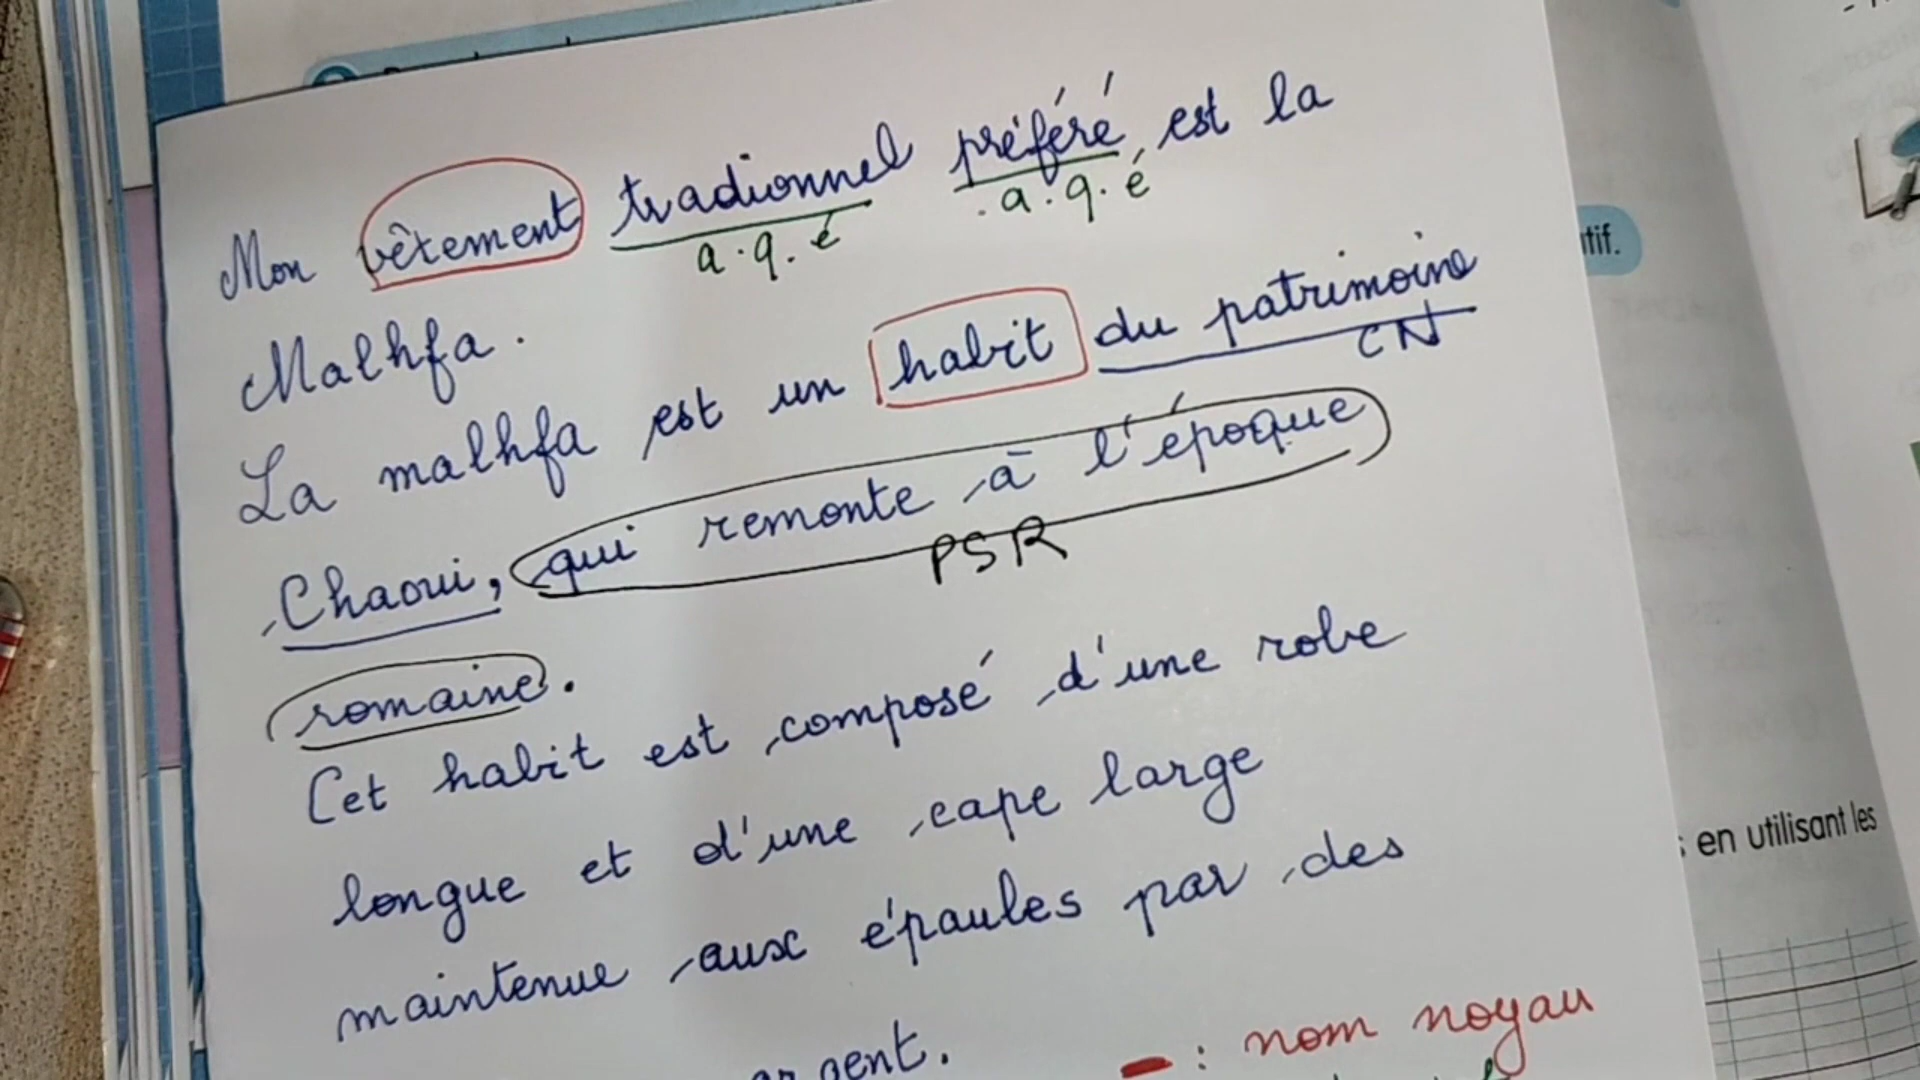 Mon vêtement tradionnel préféré est la
a.q.é a.q.é
Malhfa.
La malhfa est un habit du patrimoine
CN
Chaoui, qui remonte à l'époque
PSR
romaine.
Cet habit est composé d'une robe
longue et d'une cape large
maintenue aux épaules par des
gent.
- : nom noyau
tif.
en utilisant les